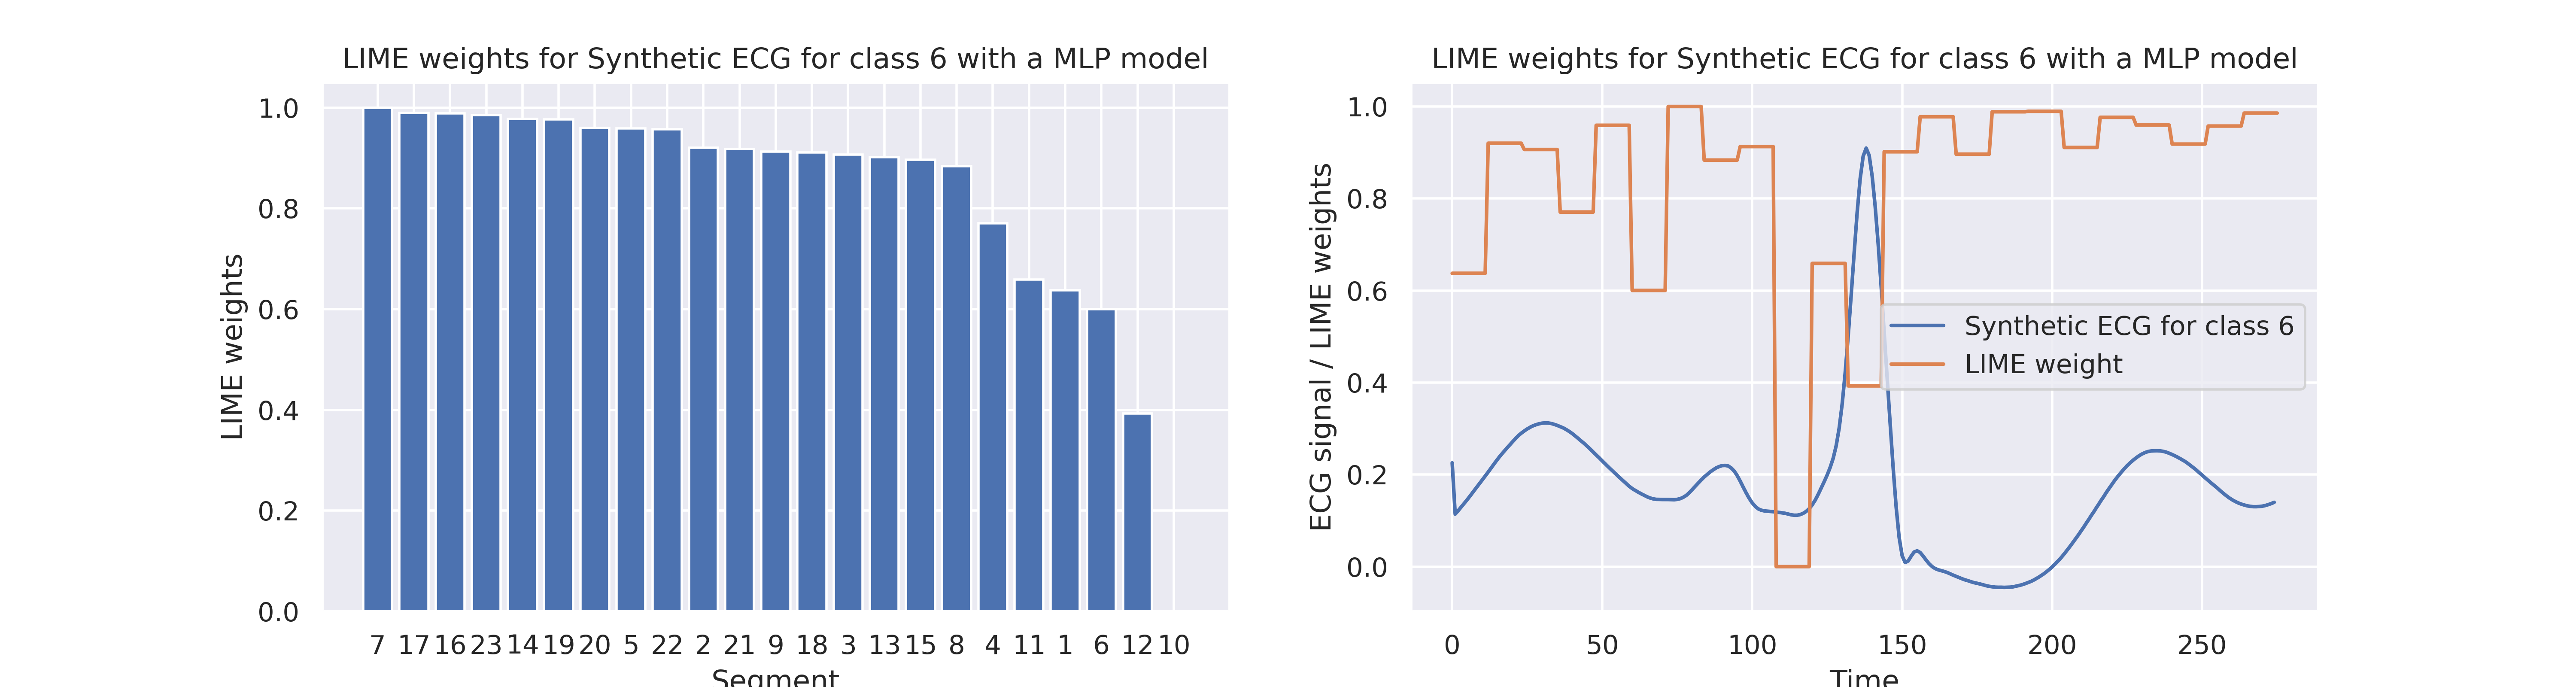 LIME weights for Synthetic ECG for class 6 with a MLP model
LIME weights
1.0
0.8
0.6
0.4
0.2
0.0
7 17 16 23 14 19 20 5 22 2 21 9 18 3 13 15 8 4 11 1 6 12 10
Segment
LIME weights for Synthetic ECG for class 6 with a MLP model
ECG signal / LIME weights
1.0
0.8
0.6
0.4
0.2
0.0
Synthetic ECG for class 6
LIME weight
0 50 100 150 200 250
Time